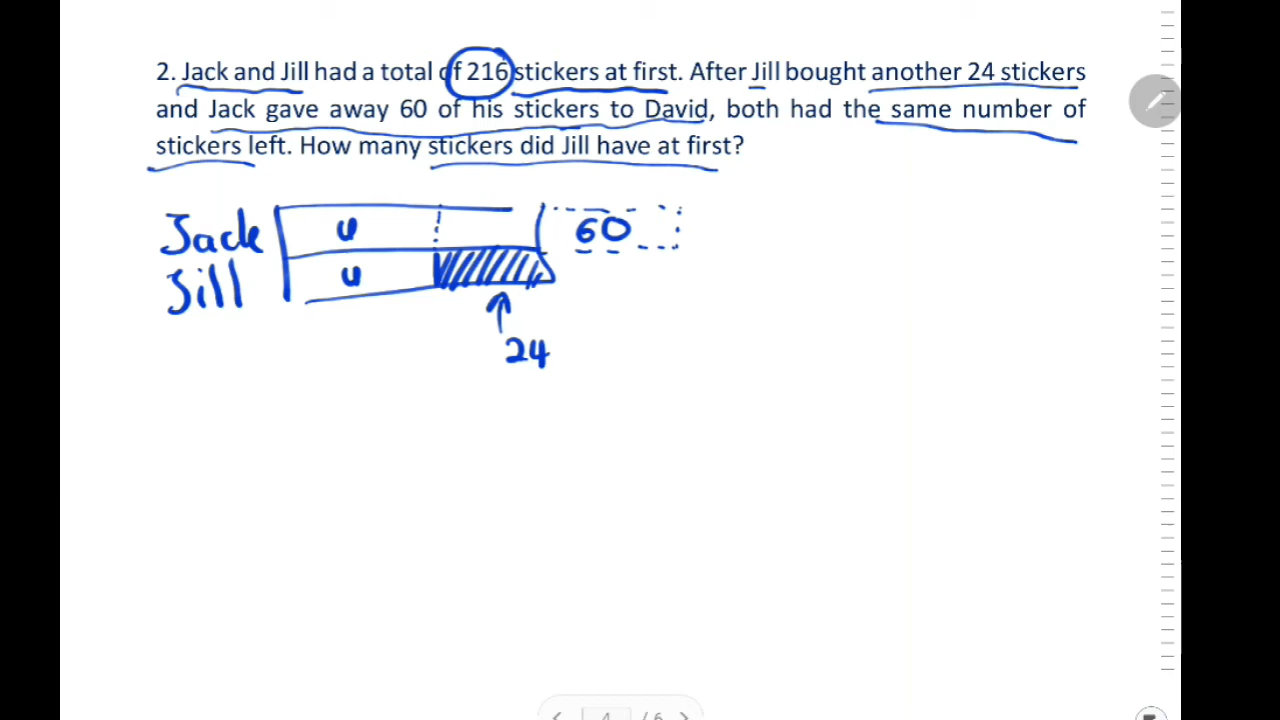 2. Jack and Jill had a total of 216 stickers at first. After Jill bought another 24 stickers
and Jack gave away 60 of his stickers to David, both had the same number of
stickers left. How many stickers did Jill have at first?
Jack u 60
Jill u
24
4 / 6